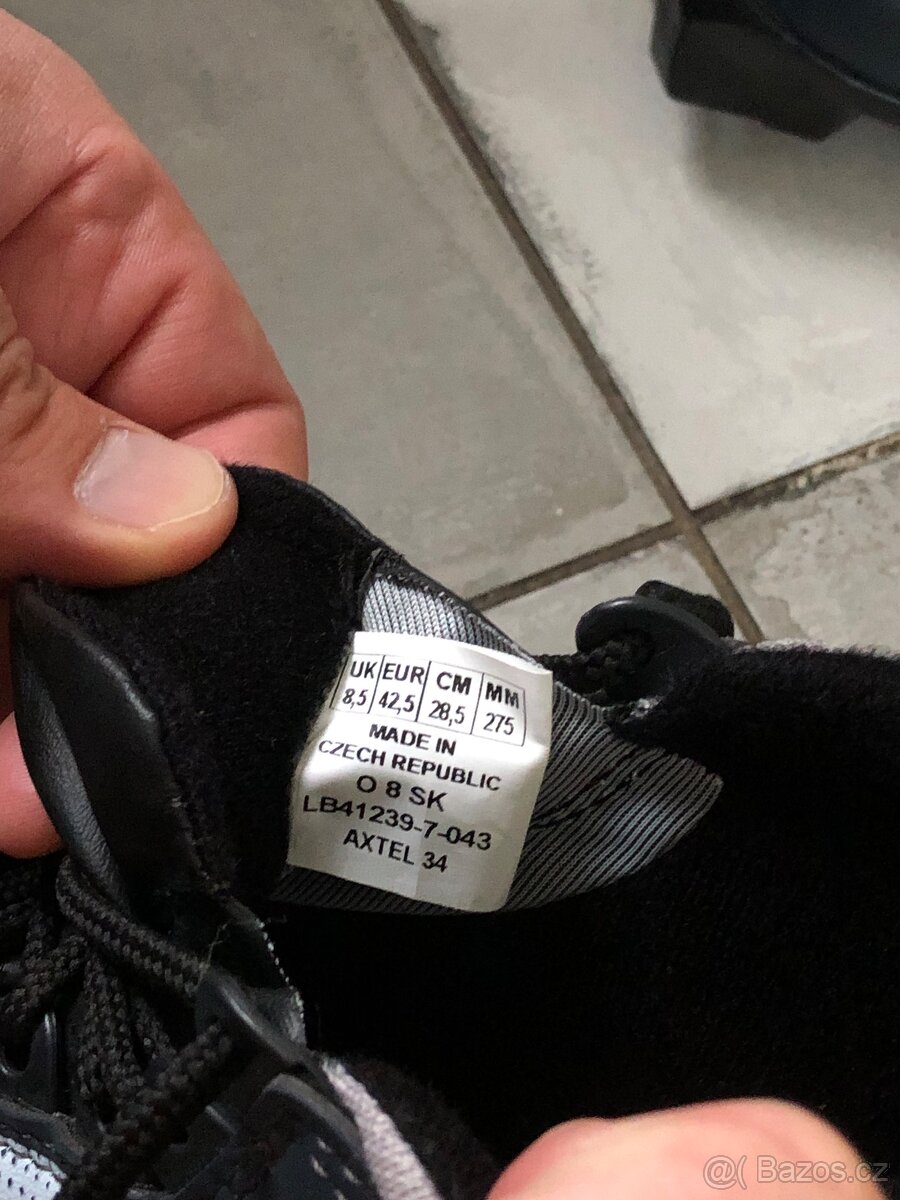 UK EUR CM MM
8,5 42,5 28,5 275
MADE IN
CZECH REPUBLIC
O 8 SK
LB41239-7-043
AXTEL 34
@( Bazos.cz